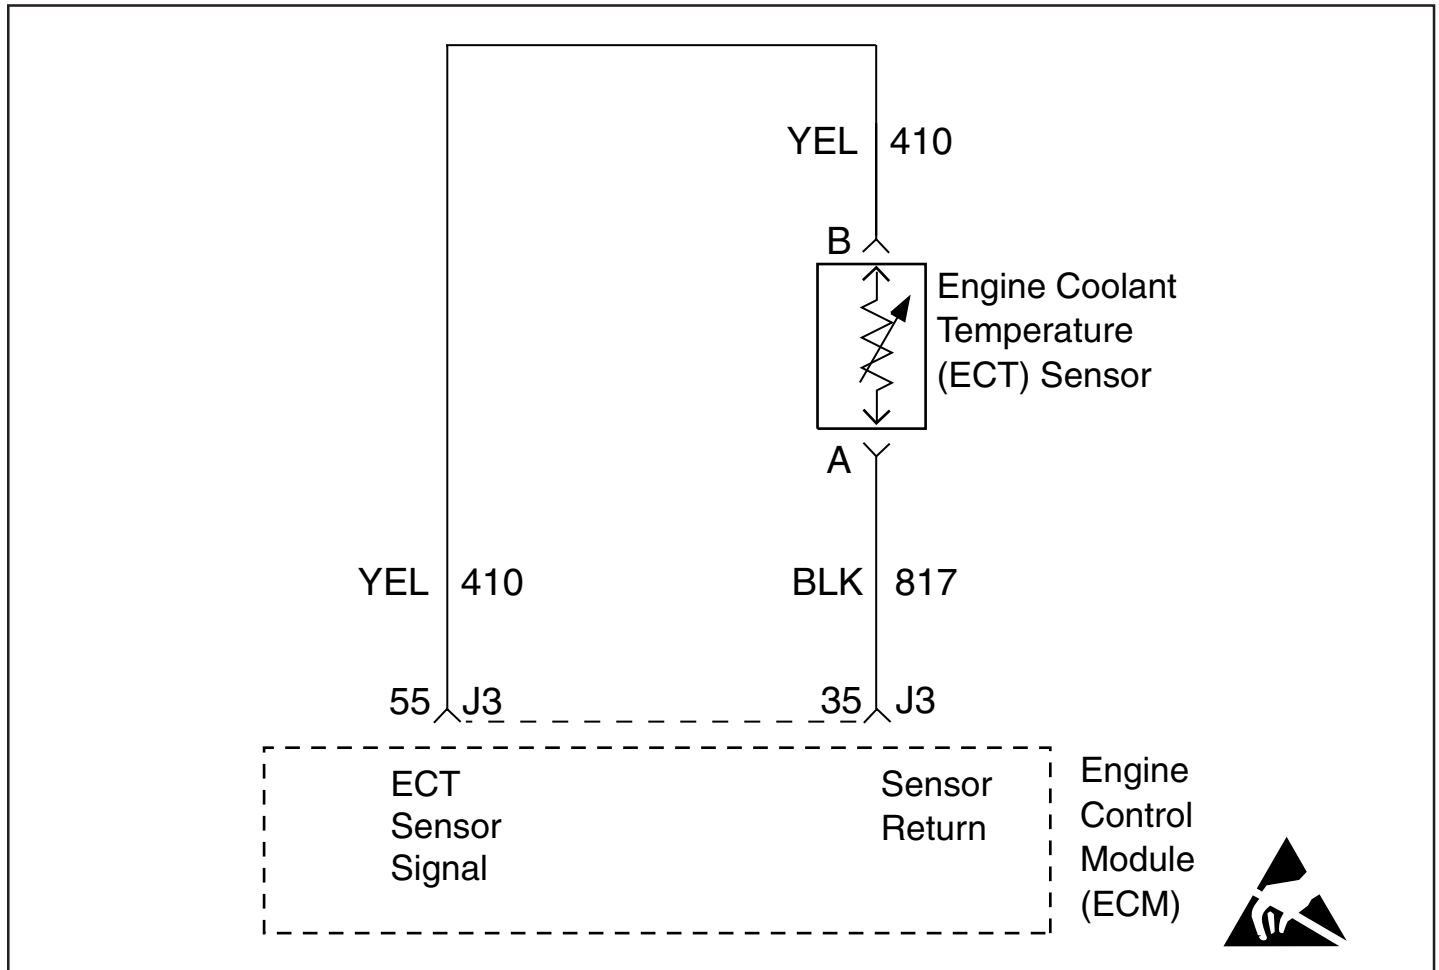 YEL 410
B
Engine Coolant
Temperature
(ECT) Sensor
A
YEL 410
BLK 817
55 J3
35 J3
ECT
Sensor
Signal
Sensor
Return
Engine
Control
Module
(ECM)